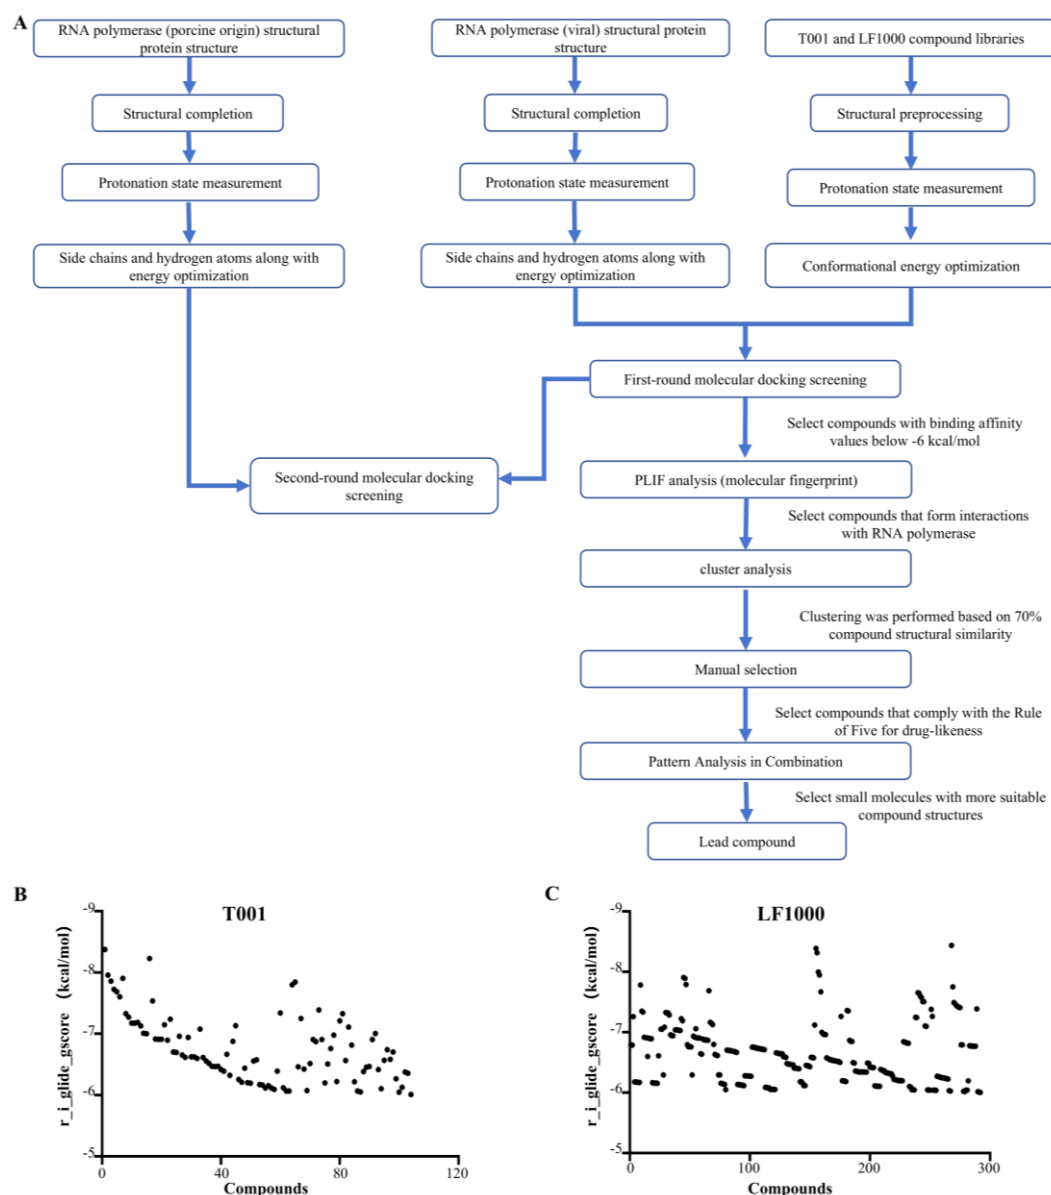 A
RNA polymerase (porcine origin) structural
protein structure
RNA polymerase (viral) structural protein
structure
T001 and LF1000 compound libraries
Structural completion
Structural completion
Structural preprocessing
Protonation state measurement
Protonation state measurement
Protonation state measurement
Side chains and hydrogen atoms along with
energy optimization
Side chains and hydrogen atoms along with
energy optimization
Conformational energy optimization
First-round molecular docking screening
Select compounds with binding affinity
values below -6 kcal/mol
Second-round molecular docking
screening
PLIF analysis (molecular fingerprint)
Select compounds that form interactions
with RNA polymerase
cluster analysis
Clustering was performed based on 70%
compound structural similarity
Manual selection
Select compounds that comply with the Rule
of Five for drug-likeness
Pattern Analysis in Combination
Select small molecules with more suitable
compound structures
Lead compound
B
T001
r_i_glide_gscore (kcal/mol)
-9
-8
-7
-6
-5
0
40
80
120
Compounds
C
LF1000
r_i_glide_gscore (kcal/mol)
-9
-8
-7
-6
-5
0
100
200
300
Compounds